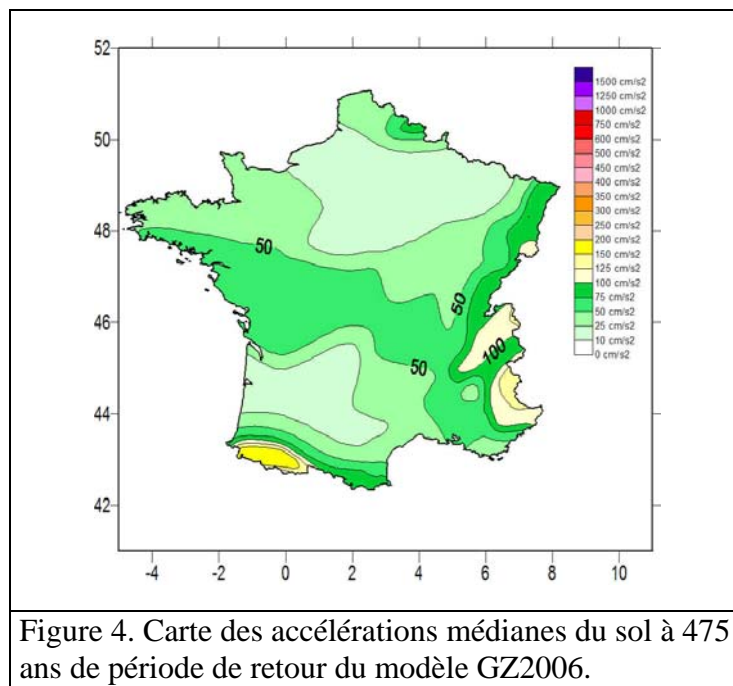 52
50
48
46
44
42
-4
-2
0
2
4
6
8
10
50
50
50
100
1500 cm/s2
1250 cm/s2
1000 cm/s2
750 cm/s2
600 cm/s2
500 cm/s2
450 cm/s2
400 cm/s2
350 cm/s2
300 cm/s2
250 cm/s2
200 cm/s2
150 cm/s2
125 cm/s2
100 cm/s2
75 cm/s2
50 cm/s2
25 cm/s2
10 cm/s2
0 cm/s2
Figure 4. Carte des accélérations médianes du sol à 475
ans de période de retour du modèle GZ2006.